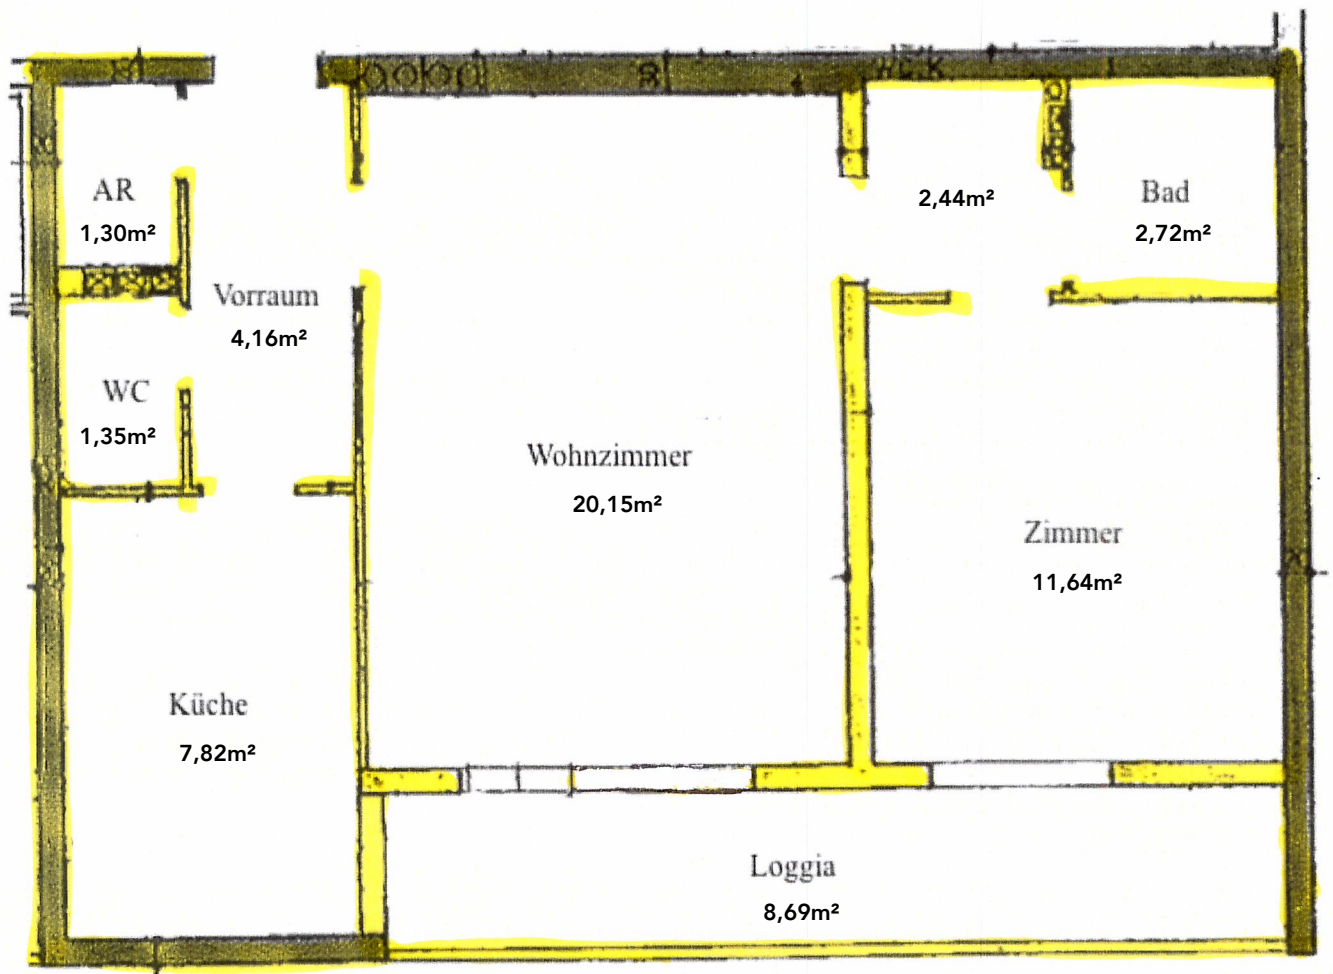 AR
1,30m²
2,44m²
Bad
2,72m²
Vorraum
4,16m²
WC
1,35m²
Wohnzimmer
20,15m²
Zimmer
11,64m²
Küche
7,82m²
Loggia
8,69m²